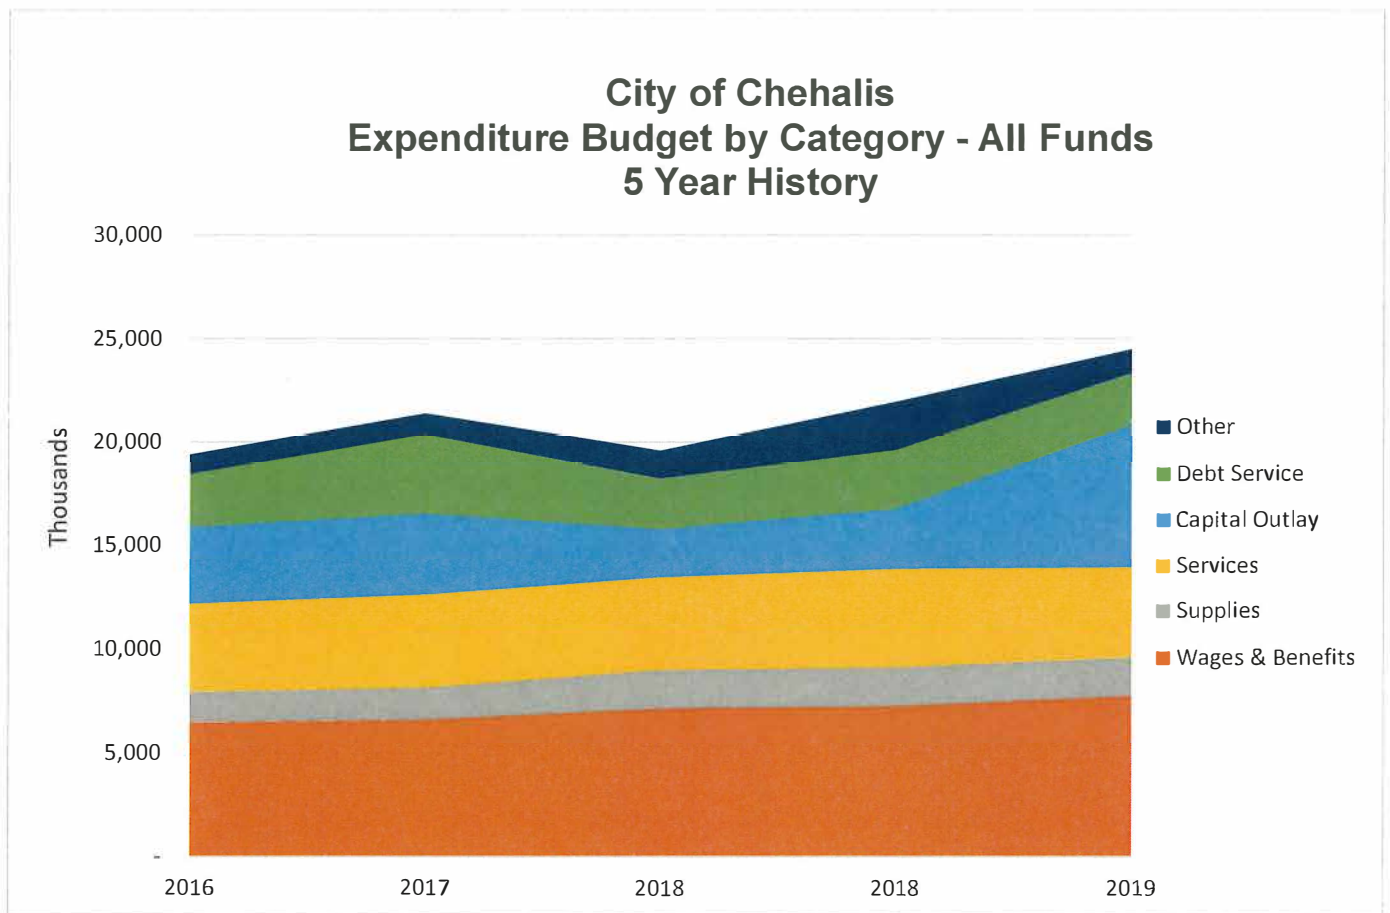 City of Chehalis
Expenditure Budget by Category - All Funds
5 Year History
30,000
25,000
20,000
15,000
10,000
5,000
-
Thousands
2016 2017 2018 2018 2019
Other
Debt Service
Capital Outlay
Services
Supplies
Wages & Benefits